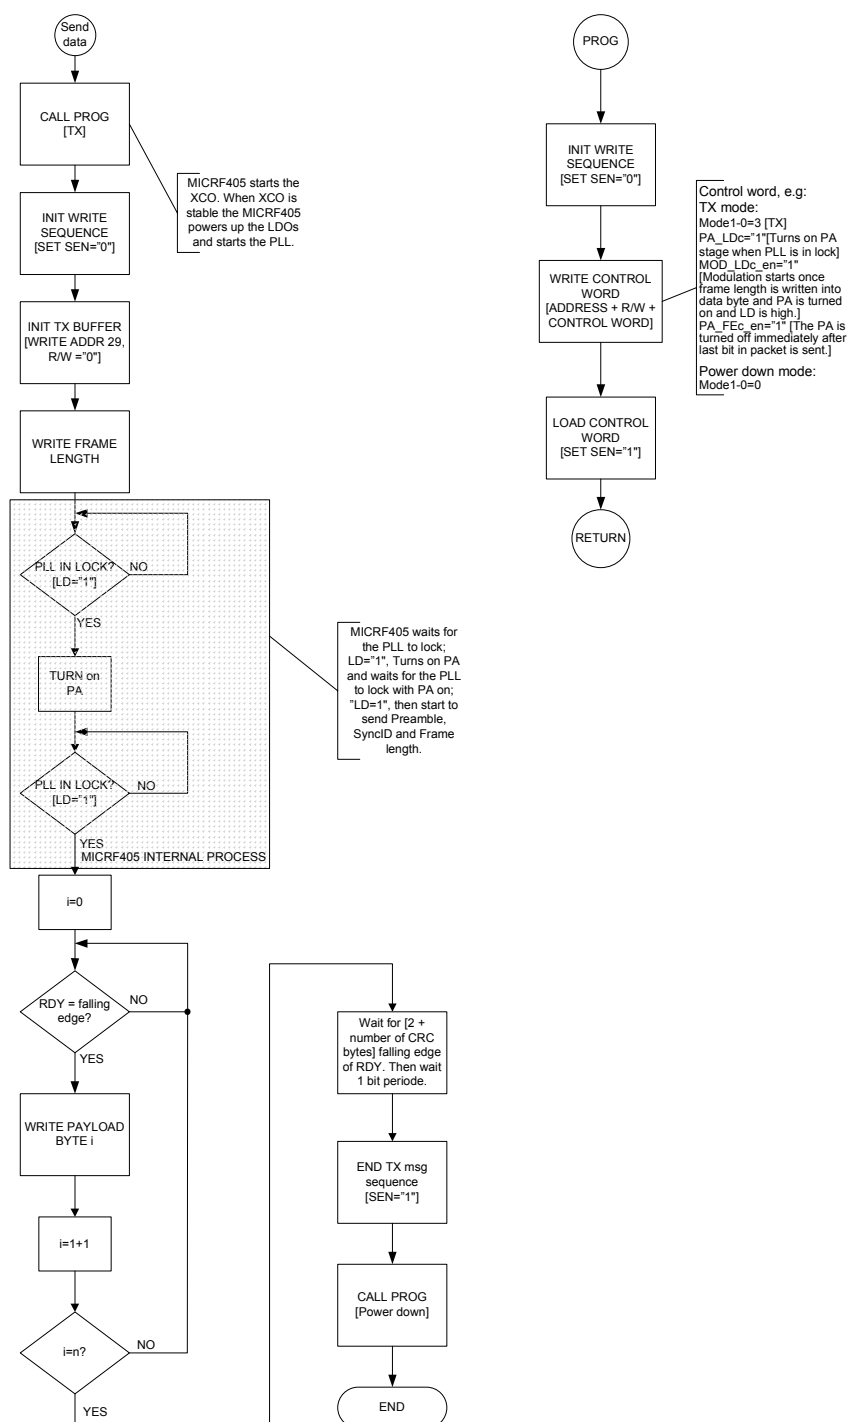 Send
data
CALL PROG
[TX]
MICRF405 starts the
XCO. When XCO is
stable the MICRF405
powers up the LDOs
and starts the PLL.
INIT WRITE
SEQUENCE
[SET SEN="0"]
INIT TX BUFFER
[WRITE ADDR 29,
R/W ="0"]
WRITE FRAME
LENGTH
PLL IN LOCK?
[LD="1"]
NO
YES
TURN on
PA
PLL IN LOCK?
[LD="1"]
NO
YES
MICRF405 INTERNAL PROCESS
MICRF405 waits for
the PLL to lock;
LD="1", Turns on PA
and waits for the PLL
to lock with PA on;
"LD=1", then start to
send Preamble,
SyncID and Frame
length.
i=0
RDY = falling
edge?
NO
YES
WRITE PAYLOAD
BYTE i
i=1+1
i=n?
NO
YES
Wait for [2 +
number of CRC
bytes] falling edge
of RDY. Then wait
1 bit periode.
END TX msg
sequence
[SEN="1"]
CALL PROG
[Power down]
END
PROG
INIT WRITE
SEQUENCE
[SET SEN="0"]
WRITE CONTROL
WORD
[ADDRESS + R/W +
CONTROL WORD]
Control word, e.g:
TX mode:
Mode1-0=3 [TX]
PA_LDc="1"[Turns on PA
stage when PLL is in lock]
MOD_LDc_en="1"
[Modulation starts once
frame length is written into
data byte and PA is turned
on and LD is high.]
PA_FEc_en="1" [The PA is
turned off immediately after
last bit in packet is sent.]
Power down mode:
Mode1-0=0
LOAD CONTROL
WORD
[SET SEN="1"]
RETURN